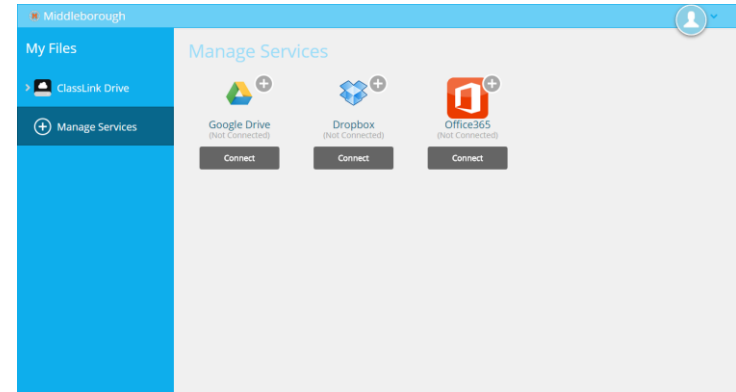 Middleborough
My Files
ClassLink Drive
Manage Services
Manage Services
Google Drive
(Not Connected)
Connect
Dropbox
(Not Connected)
Connect
Office365
(Not Connected)
Connect